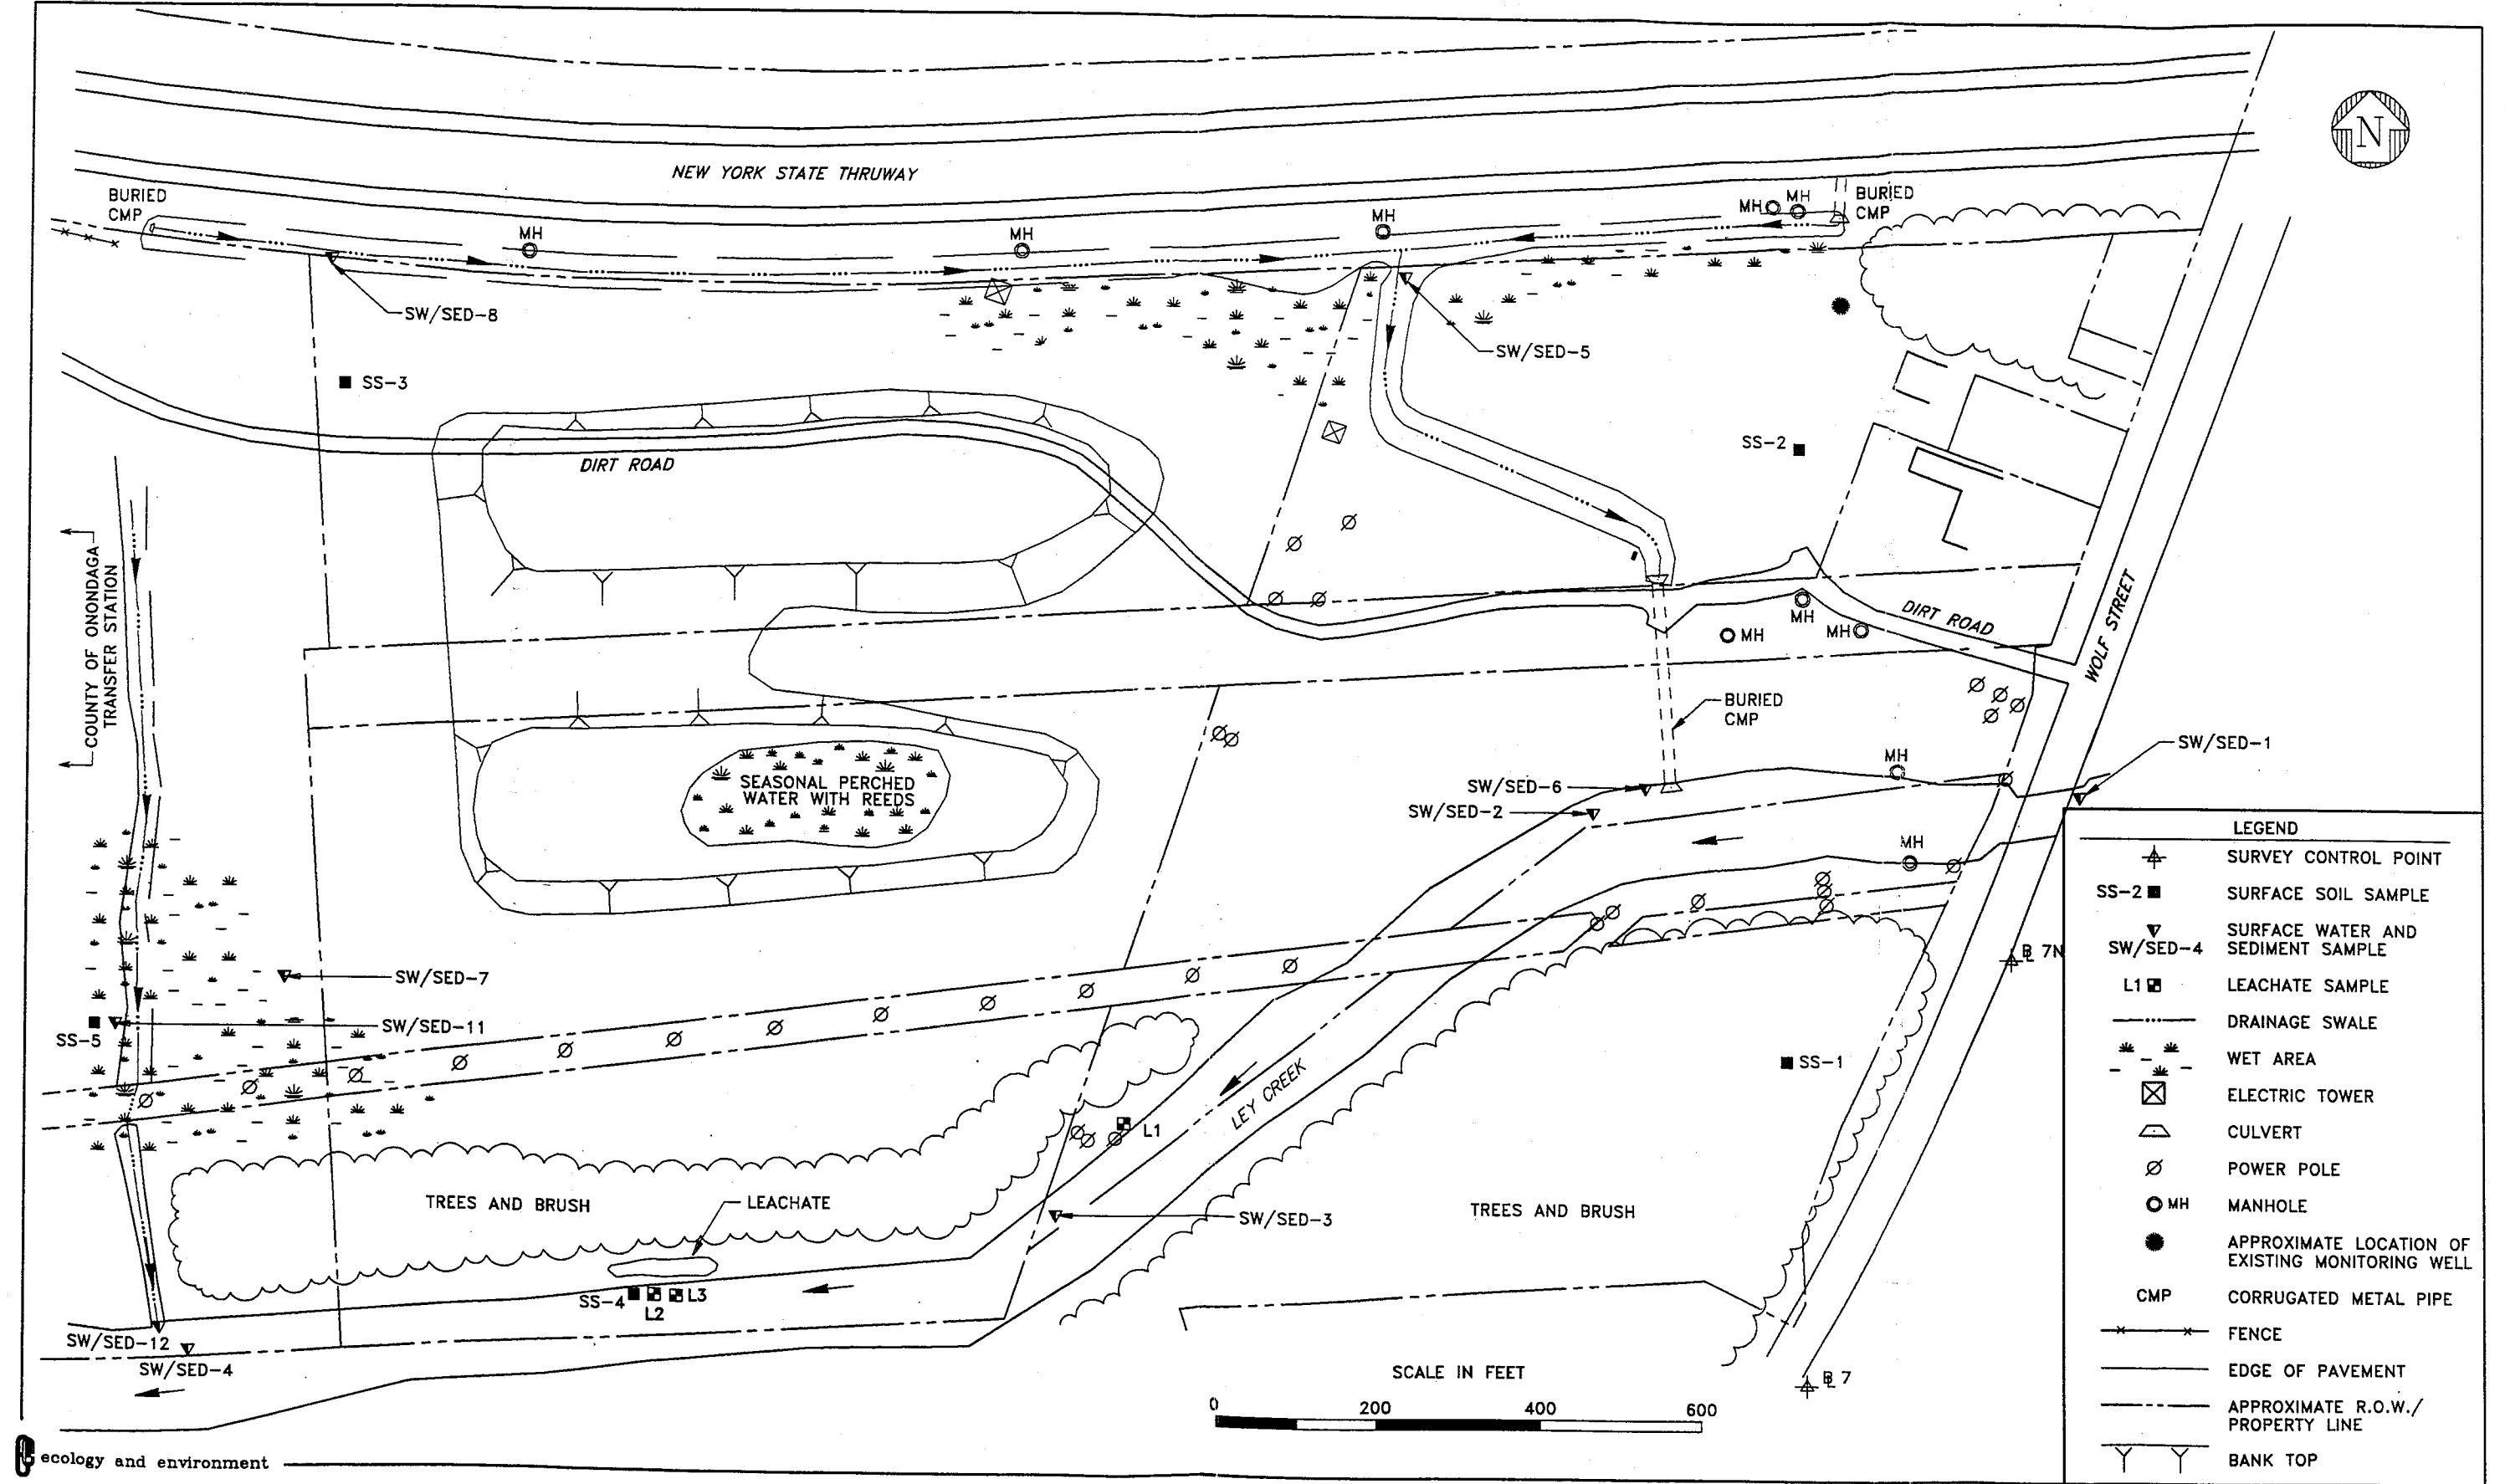 NEW YORK STATE THRUWAY
BURIED
CMP
MH
MH
MH
MH
MH
BURIED
CMP
N
SW/SED-8
SW/SED-5
SS-3
SS-2
DIRT ROAD
COUNTY OF ONONDAGA
TRANSFER STATION
DIRT ROAD
MH
MH
MH
WOLF STREET
BURIED
CMP
MH
SW/SED-1
SW/SED-6
SW/SED-2
SEASONAL PERCHED
WATER WITH REEDS
MH
7N
SW/SED-7
SW/SED-11
SS-5
SS-1
LEY CREEK
L1
TREES AND BRUSH
LEACHATE
SW/SED-3
TREES AND BRUSH
SS-4
L2
L3
SW/SED-12
SW/SED-4
7
SCALE IN FEET
0 200 400 600
LEGEND
SURVEY CONTROL POINT
SS-2 SURFACE SOIL SAMPLE
SW/SED-4 SURFACE WATER AND
SEDIMENT SAMPLE
L1 LEACHATE SAMPLE
DRAINAGE SWALE
WET AREA
ELECTRIC TOWER
CULVERT
POWER POLE
MH MANHOLE
APPROXIMATE LOCATION OF
EXISTING MONITORING WELL
CMP CORRUGATED METAL PIPE
FENCE
EDGE OF PAVEMENT
APPROXIMATE R.O.W./
PROPERTY LINE
BANK TOP
ecology and environment